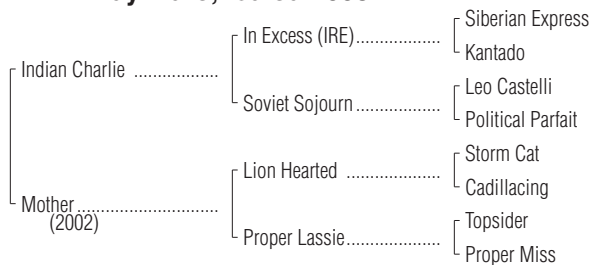 Siberian Express
In Excess (IRE)
Kantado
Indian Charlie
Leo Castelli
Soviet Sojourn
Political Parfait
Storm Cat
Lion Hearted
Cadillacing
Mother
(2002)
Topsider
Proper Lassie
Proper Miss